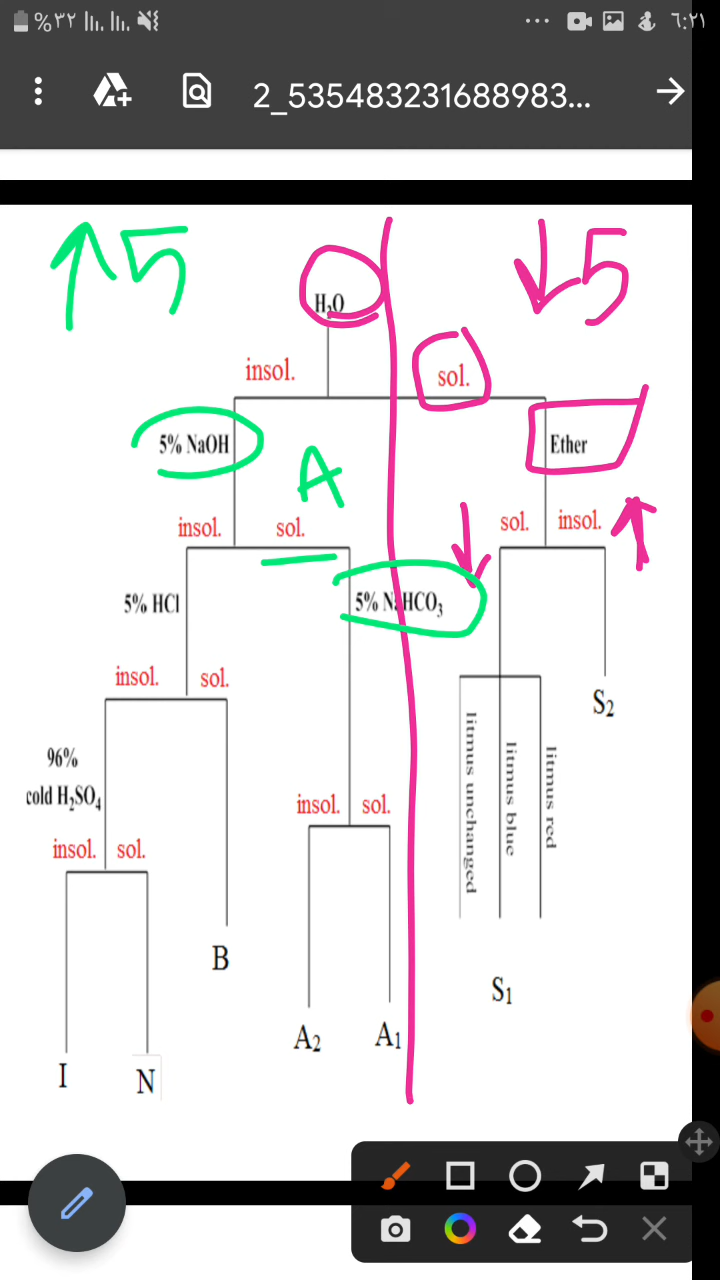 %٣٢ ٦:٢١
2_535483231688983...
↑5 ↓5
H₂O
insol. sol.
5% NaOH Ether
A
insol. sol. sol. insol.
5% HCl 5% NaHCO₃
insol. sol.
S₂
96%
cold H₂SO₄
litmus unchanged
litmus blue
litmus red
insol. sol.
insol. sol.
B
S₁
A₂ A₁
I N